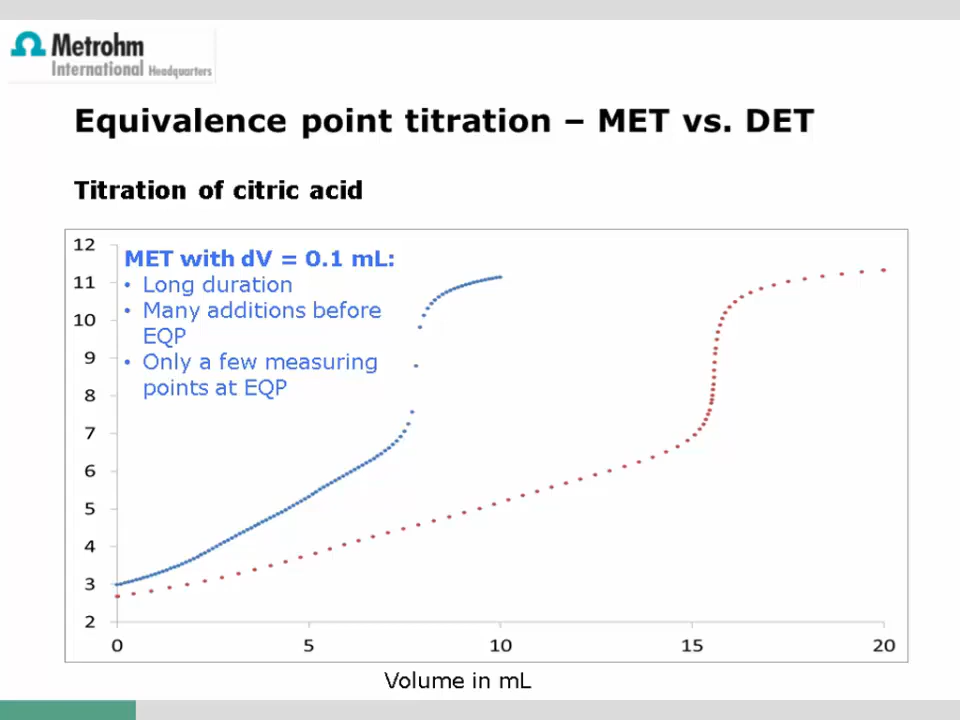 Metrohm
International Headquarters
Equivalence point titration – MET vs. DET
Titration of citric acid
12
11
10
9
8
7
6
5
4
3
2
MET with dV = 0.1 mL:
• Long duration
• Many additions before
EQP
• Only a few measuring
points at EQP
0 5 10 15 20
Volume in mL